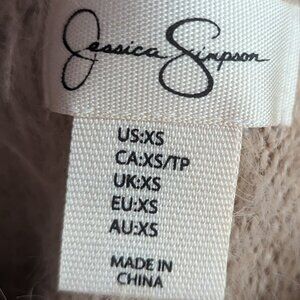 Jessica Simpson
US:XS
CA:XS/TP
UK:XS
EU:XS
AU:XS
MADE IN
CHINA